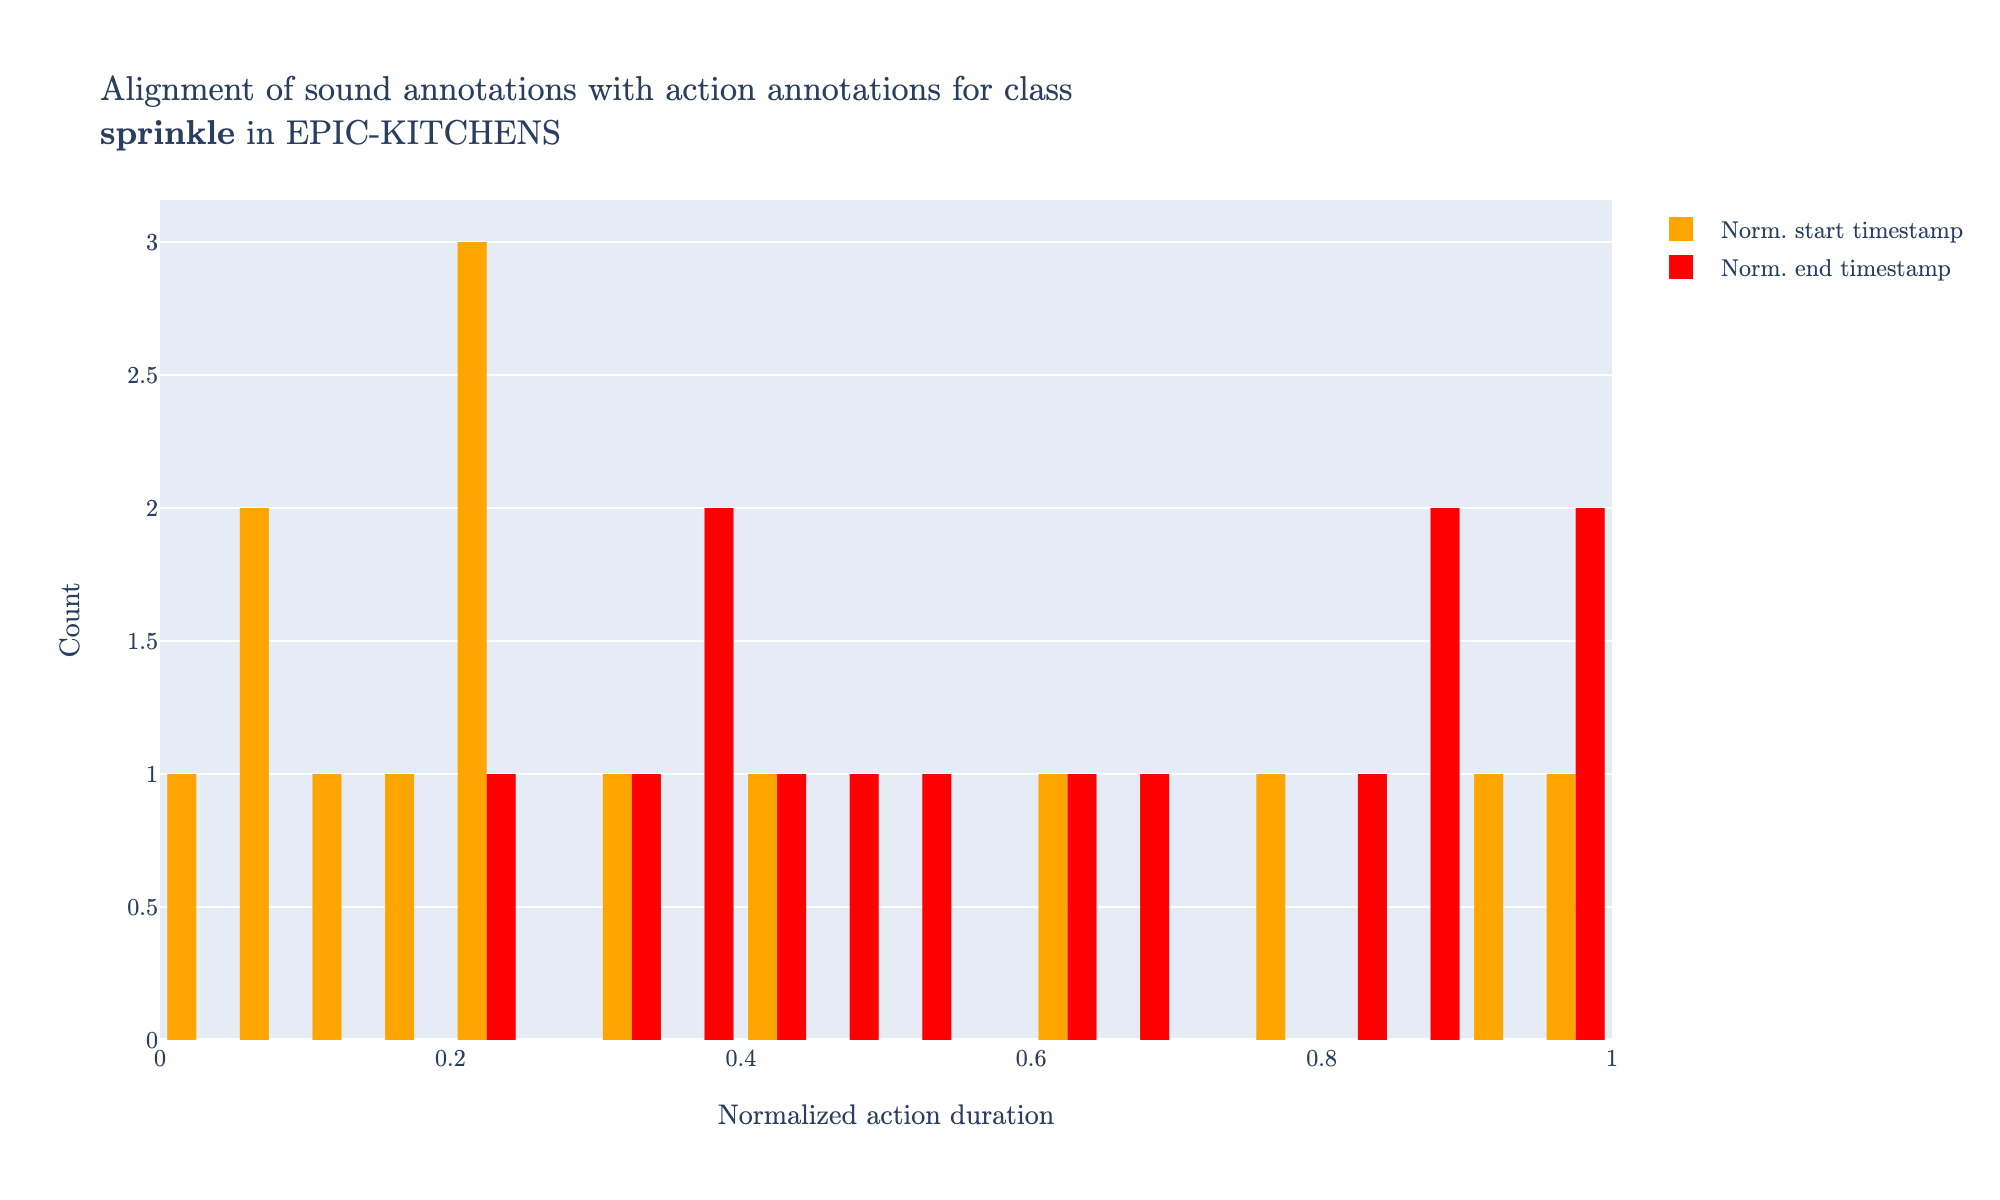 Alignment of sound annotations with action annotations for class
sprinkle in EPIC-KITCHENS
Norm. start timestamp
Norm. end timestamp
3
2.5
2
1.5
1
0.5
0
Count
0 0.2 0.4 0.6 0.8 1
Normalized action duration